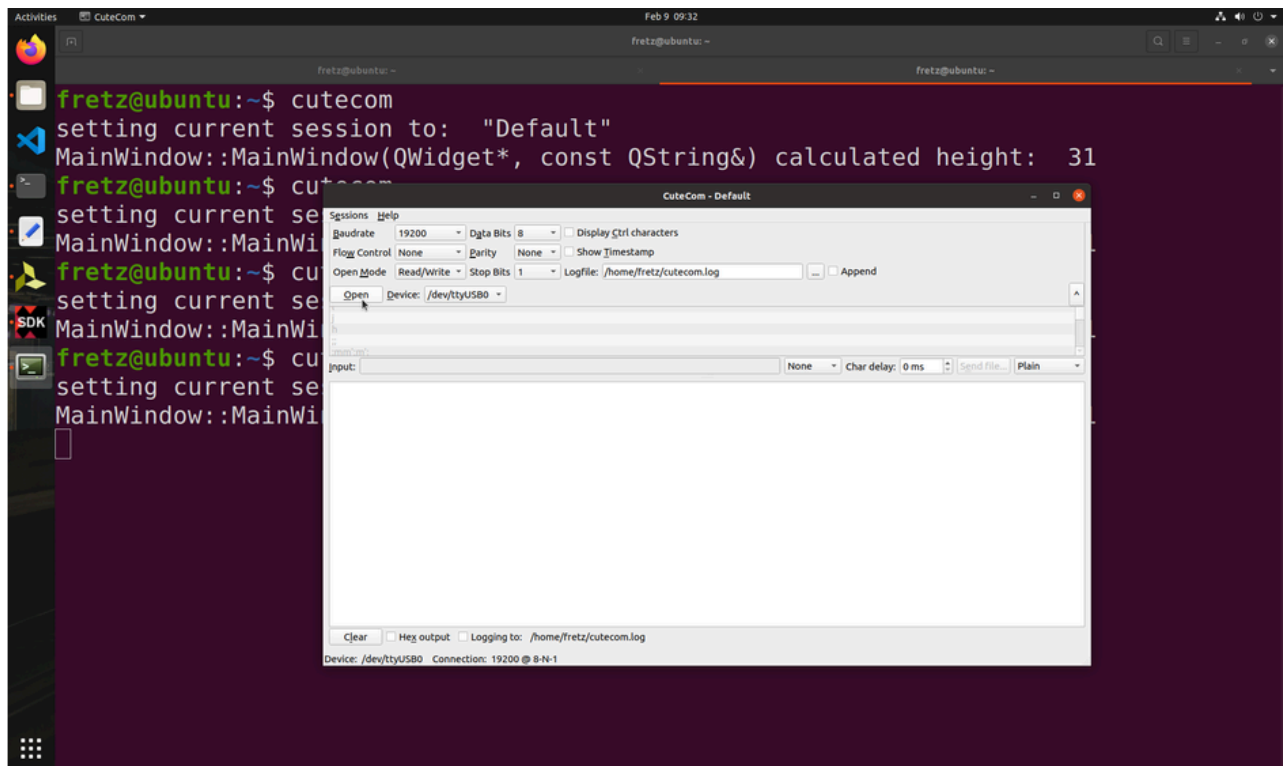 Activities CuteCom Feb 9 09:32
fretz@ubuntu: ~
fretz@ubuntu: ~ fretz@ubuntu: ~
fretz@ubuntu:~$ cutecom
setting current session to: "Default"
MainWindow::MainWindow(QWidget*, const QString&) calculated height: 31
fretz@ubuntu:~$ cutecom
setting current se
MainWindow::MainWi
fretz@ubuntu:~$ cu
setting current se
MainWindow::MainWi
fretz@ubuntu:~$ cu
setting current se
MainWindow::MainWi
SDK
CuteCom - Default
Sessions Help
Baudrate 19200 Data Bits 8 Display Ctrl characters
Flow Control None Parity None Show Timestamp
Open Mode Read/Write Stop Bits 1 Logfile: /home/fretz/cutecom.log ... Append
Open Device: /dev/ttyUSB0
j
h
Input: None Char delay: 0 ms Send file... Plain
Clear Hex output Logging to: /home/fretz/cutecom.log
Device: /dev/ttyUSB0 Connection: 19200 @ 8-N-1